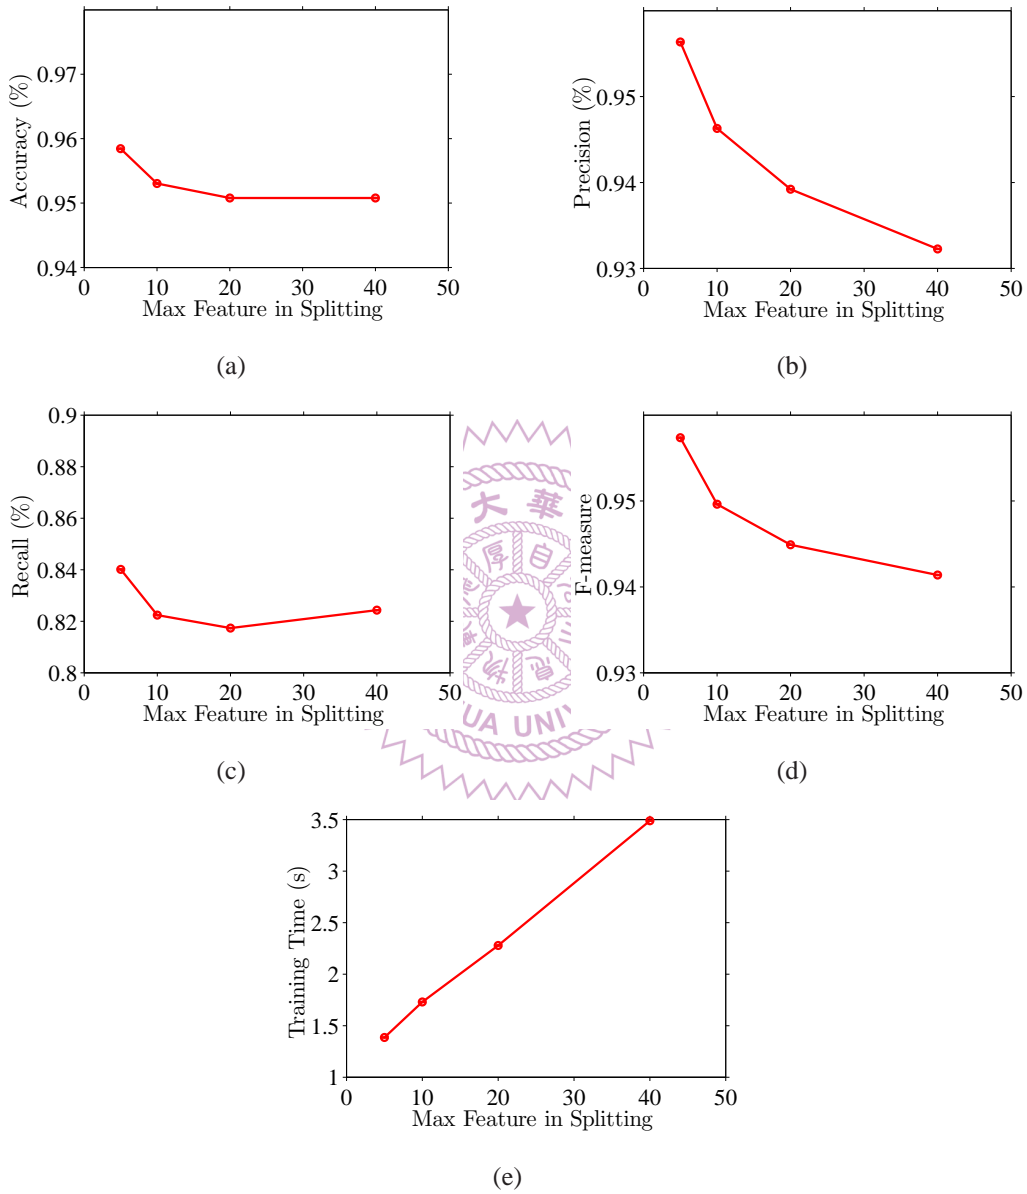 0.97
0.96
0.95
0.94
Accuracy (%)
0 10 20 30 40 50
Max Feature in Splitting
(a)
0.95
0.94
0.93
Precision (%)
0 10 20 30 40 50
Max Feature in Splitting
(b)
0.9
0.88
0.86
0.84
0.82
0.8
Recall (%)
0 10 20 30 40 50
Max Feature in Splitting
(c)
0.95
0.94
0.93
F-measure
0 10 20 30 40 50
Max Feature in Splitting
(d)
大 華
厚 自
物 息
UA UNI
3.5
3
2.5
2
1.5
1
Training Time (s)
0 10 20 30 40 50
Max Feature in Splitting
(e)